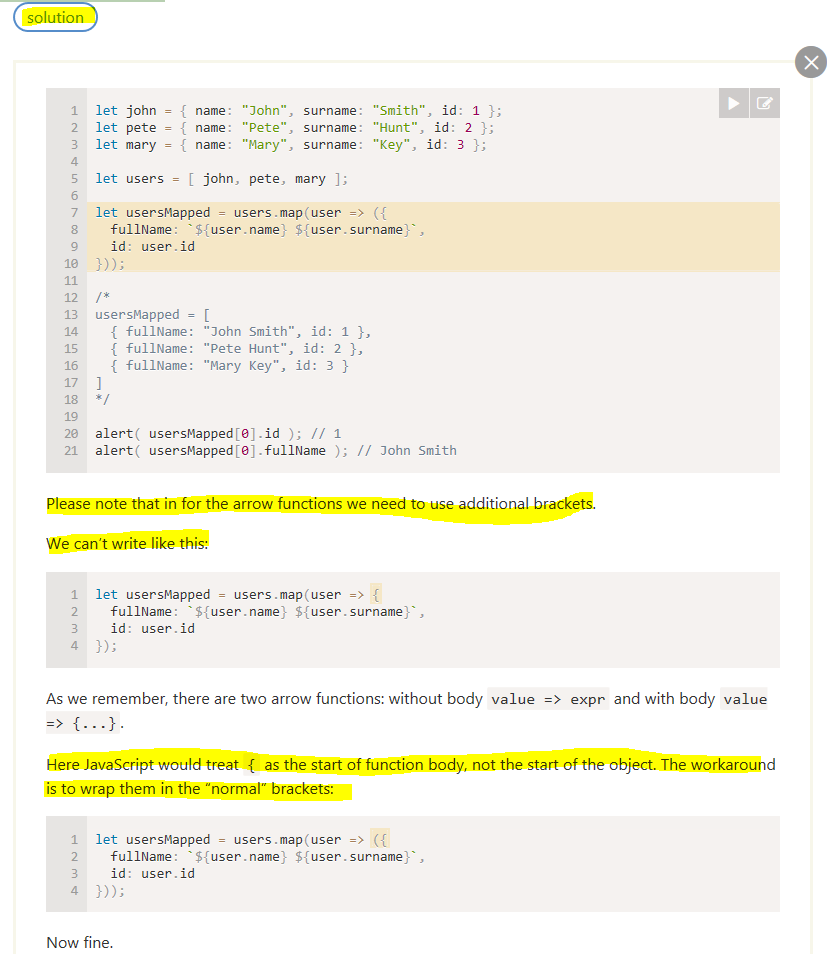 solution
1 let john = { name: "John", surname: "Smith", id: 1 };
2 let pete = { name: "Pete", surname: "Hunt", id: 2 };
3 let mary = { name: "Mary", surname: "Key", id: 3 };
4
5 let users = [ john, pete, mary ];
6
7 let usersMapped = users.map(user => ({
8   fullName: `${user.name} ${user.surname}`,
9   id: user.id
10 }));
11
12 /*
13 usersMapped = [
14   { fullName: "John Smith", id: 1 },
15   { fullName: "Pete Hunt", id: 2 },
16   { fullName: "Mary Key", id: 3 }
17 ]
18 */
19
20 alert( usersMapped[0].id ); // 1
21 alert( usersMapped[0].fullName ); // John Smith
Please note that in for the arrow functions we need to use additional brackets.
We can't write like this:
1 let usersMapped = users.map(user => {
2   fullName: `${user.name} ${user.surname}`,
3   id: user.id
4 });
As we remember, there are two arrow functions: without body value => expr and with body value
=> {...}.
Here JavaScript would treat { as the start of function body, not the start of the object. The workaround
is to wrap them in the “normal” brackets:
1 let usersMapped = users.map(user => ({
2   fullName: `${user.name} ${user.surname}`,
3   id: user.id
4 }));
Now fine.